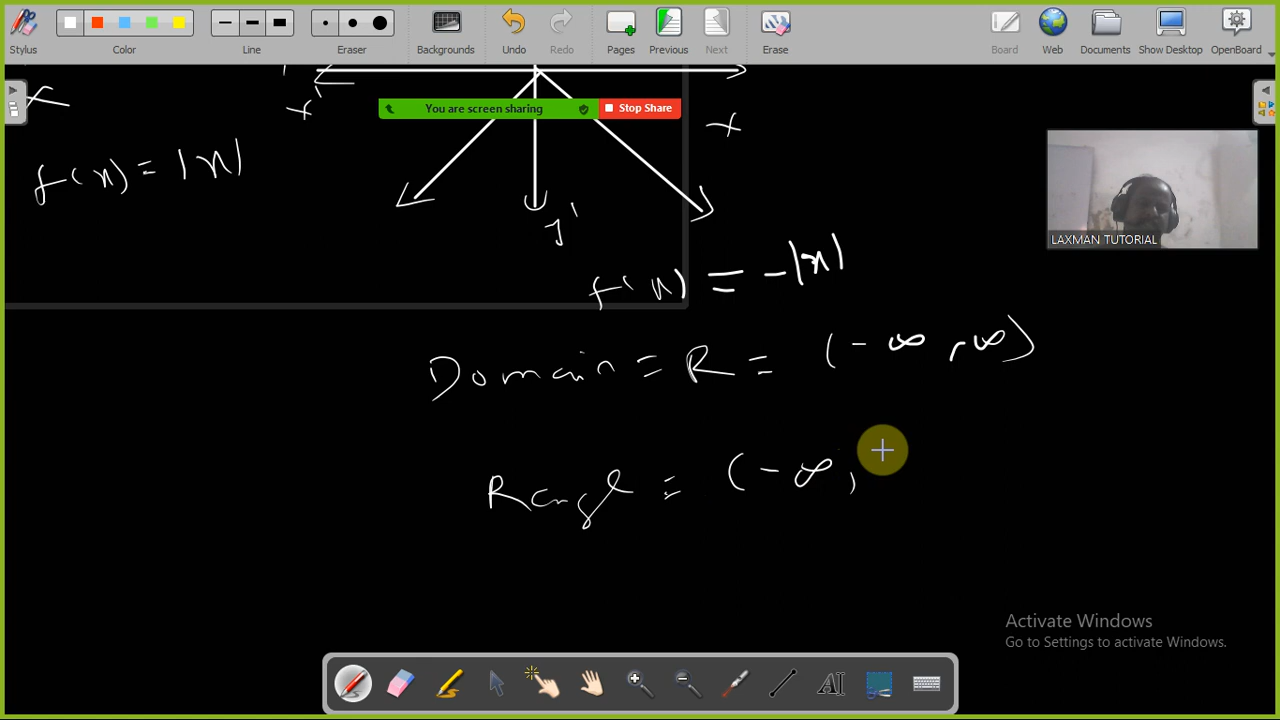 Stylus Color Line Eraser Backgrounds Undo Redo Pages Previous Next Erase Board Web Documents Show Desktop OpenBoard
You are screen sharing Stop Share
x'
x
f(x) = |x|
y'
LAXMAN TUTORIAL
f(x) = -|x|
Domain = R = (-∞, ∞)
Range = (-∞,
Activate Windows
Go to Settings to activate Windows.
AI